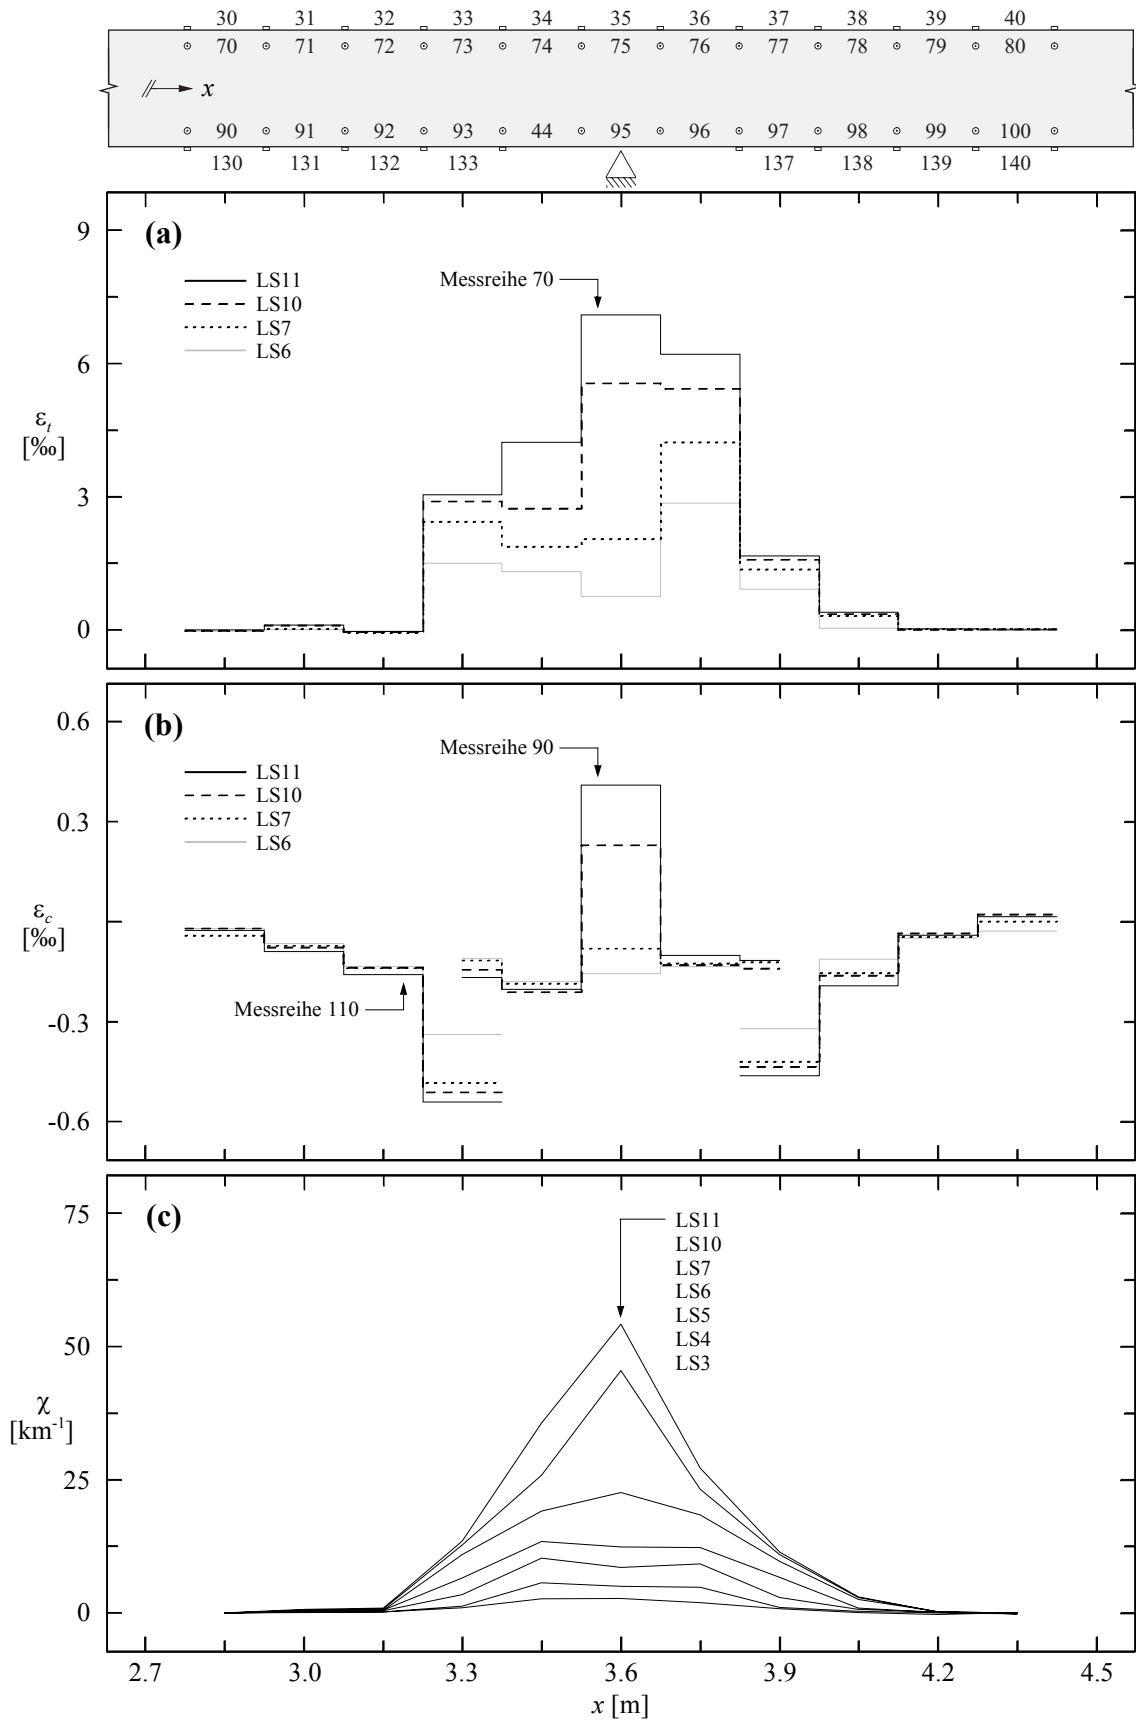 30 31 32 33 34 35 36 37 38 39 40
70 71 72 73 74 75 76 77 78 79 80
x
90 91 92 93 44 95 96 97 98 99 100
130 131 132 133 137 138 139 140
(a)
9
6
3
0
εt
[‰]
LS11
LS10
LS7
LS6
Messreihe 70
(b)
0.6
0.3
-0.3
-0.6
εc
[‰]
LS11
LS10
LS7
LS6
Messreihe 90
Messreihe 110
(c)
75
50
25
0
χ
[km-1]
LS11
LS10
LS7
LS6
LS5
LS4
LS3
2.7 3.0 3.3 3.6 3.9 4.2 4.5
x [m]